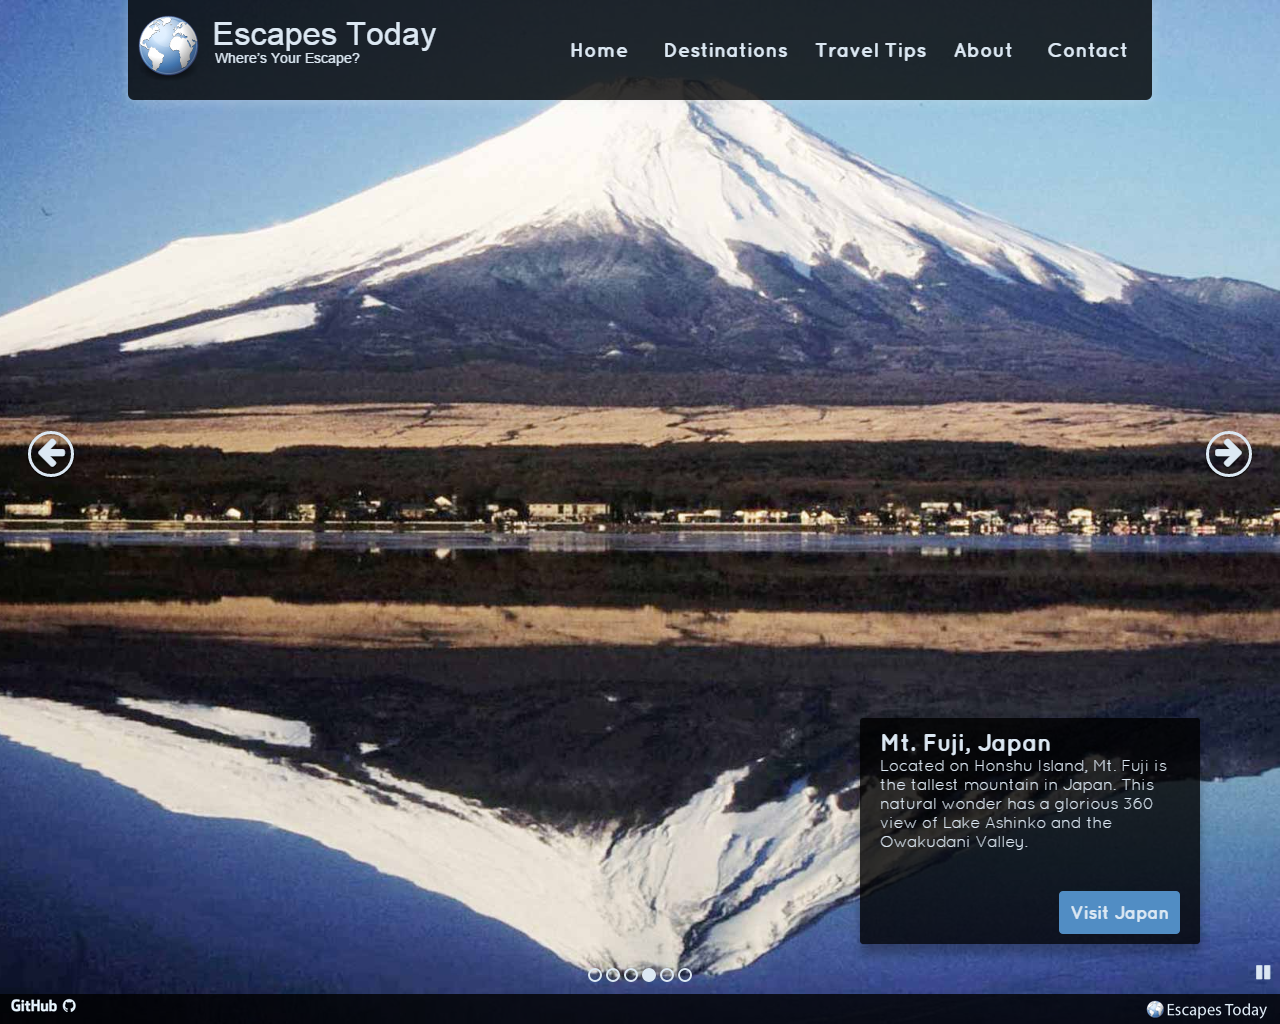 Escapes Today
Where's Your Escape?
Home
Destinations
Travel Tips
About
Contact
Mt. Fuji, Japan
Located on Honshu Island, Mt. Fuji is
the tallest mountain in Japan. This
natural wonder has a glorious 360
view of Lake Ashinko and the
Owakudani Valley.
Visit Japan
GitHub
Escapes Today